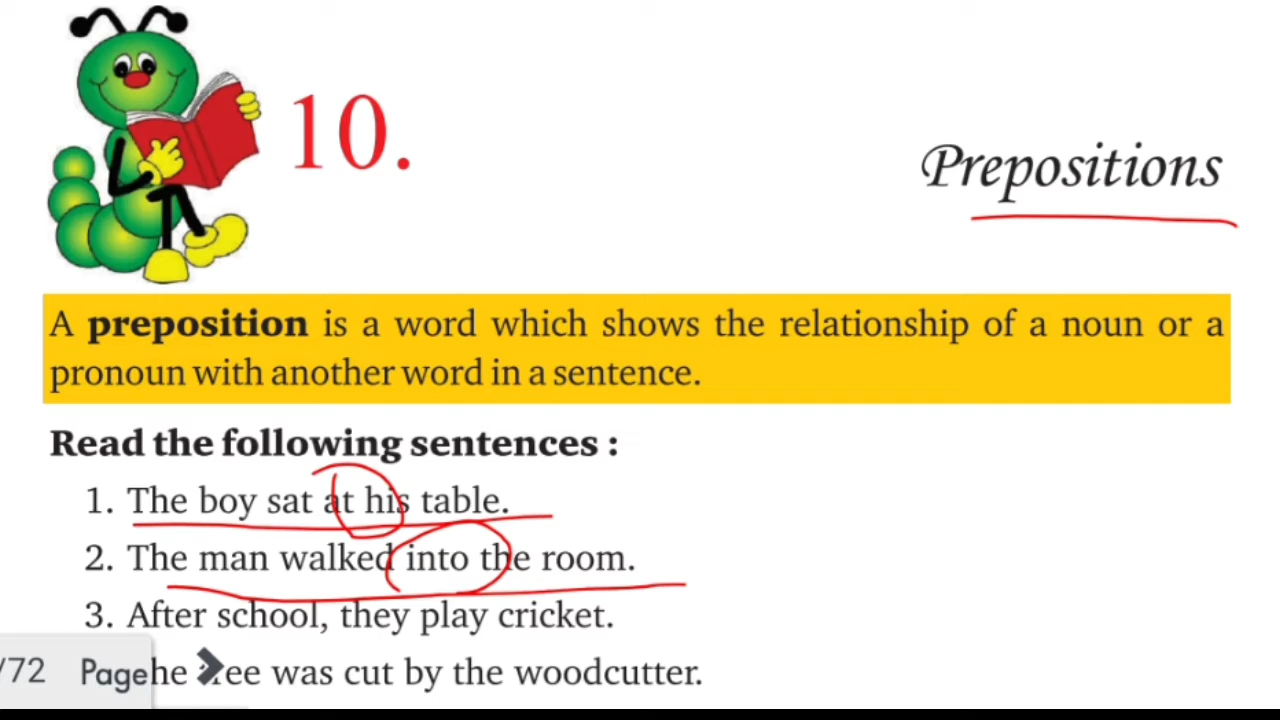 10.
Prepositions
A preposition is a word which shows the relationship of a noun or a
pronoun with another word in a sentence.
Read the following sentences :
1. The boy sat at his table.
2. The man walked into the room.
3. After school, they play cricket.
/72 Page he ree was cut by the woodcutter.